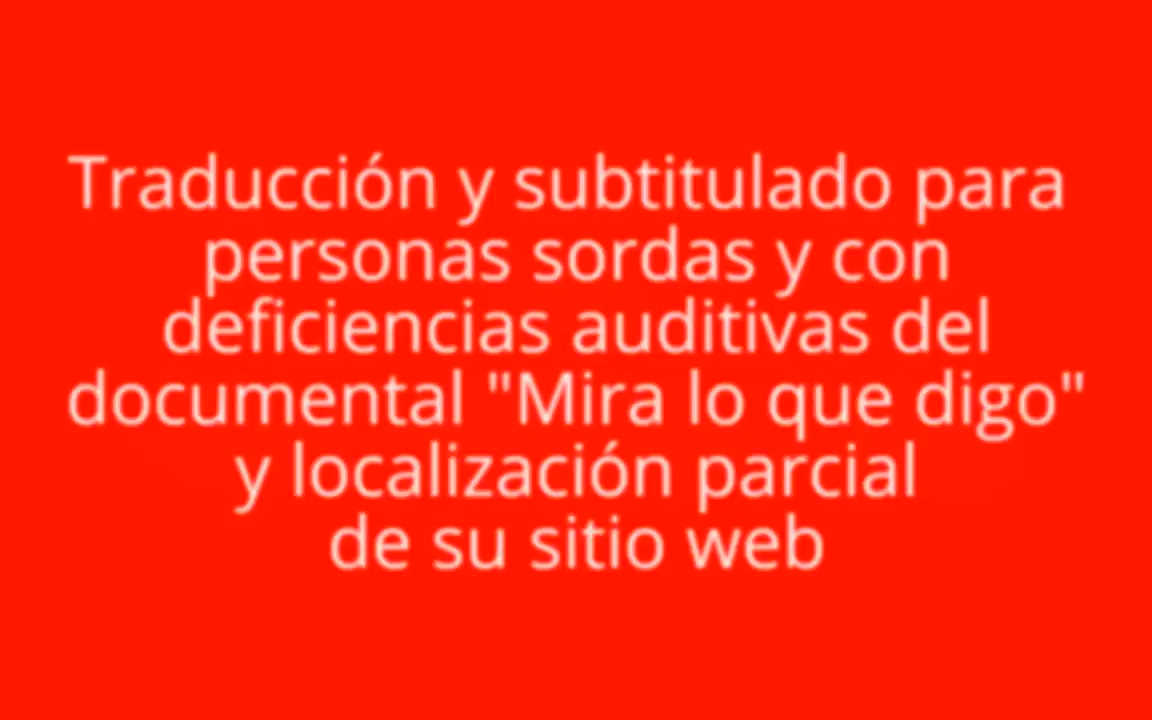 Traducción y subtitulado para
personas sordas y con
deficiencias auditivas del
documental "Mira lo que digo"
y localización parcial
de su sitio web